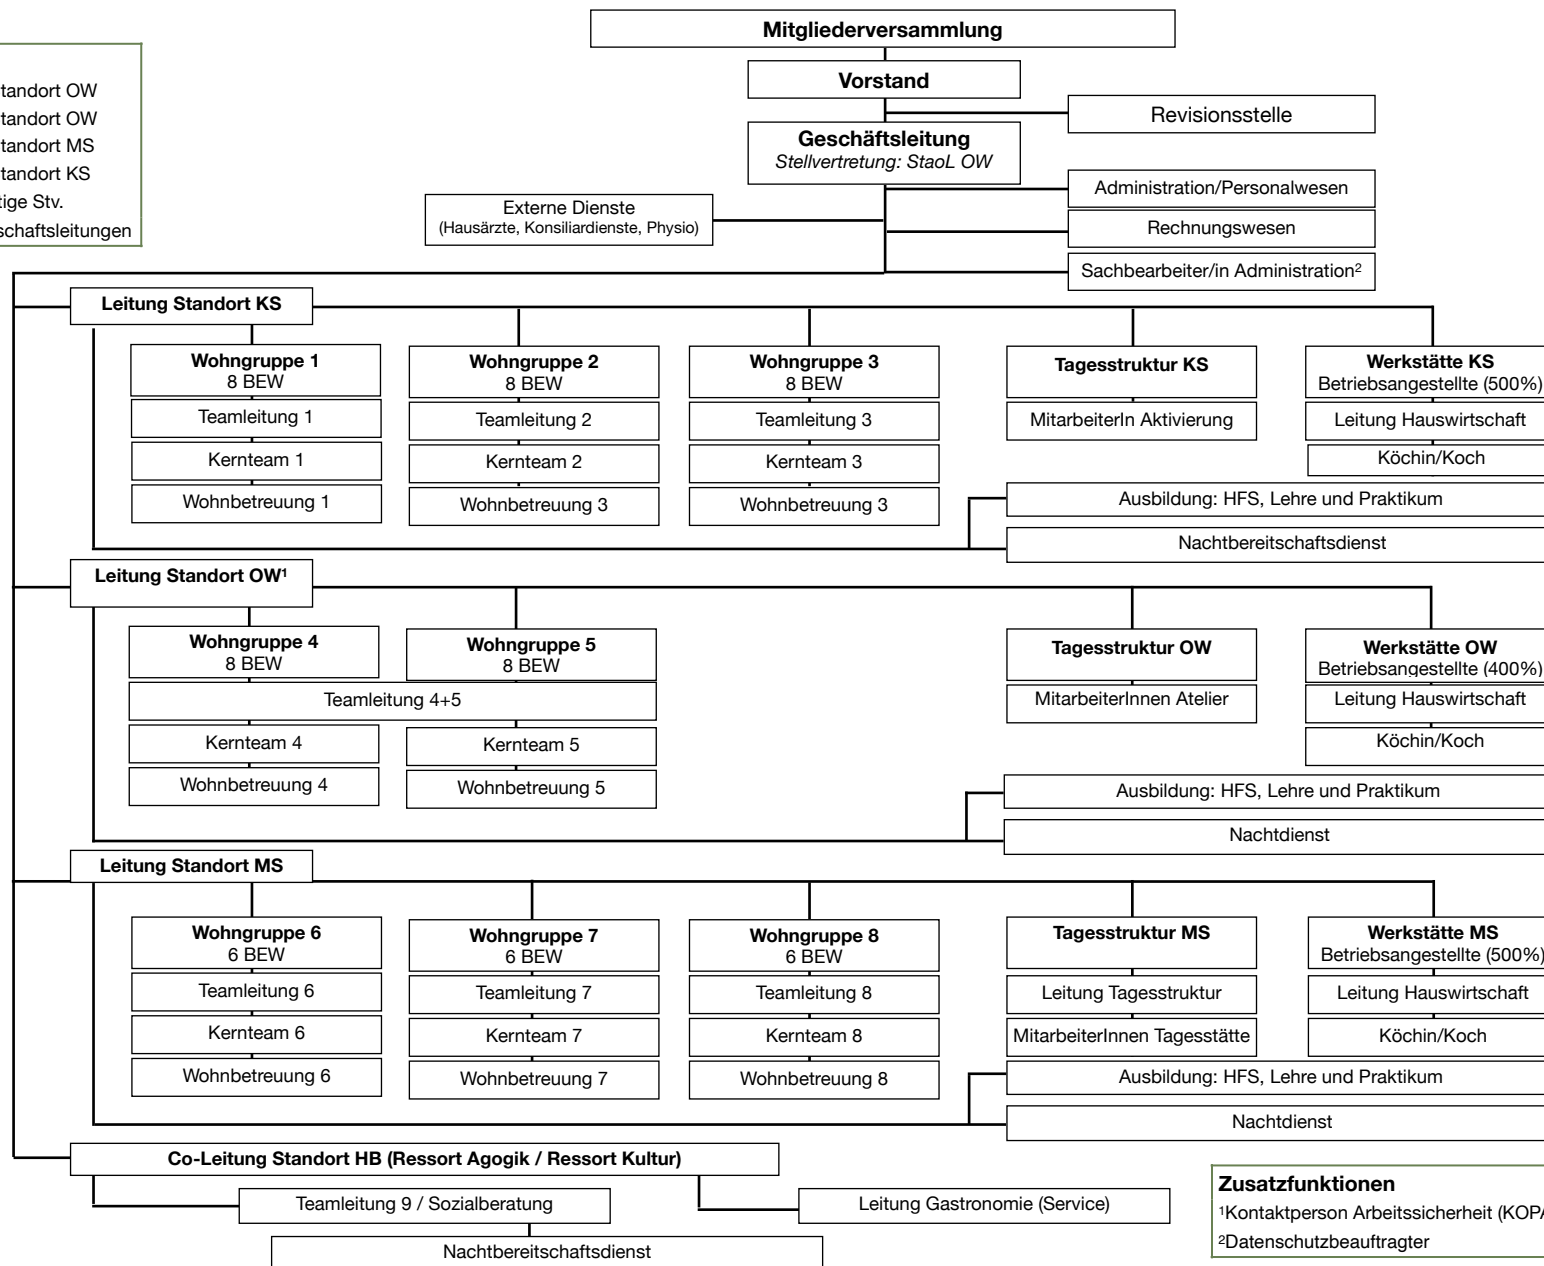 Mitgliederversammlung
Vorstand
Revisionsstelle
Geschäftsleitung
Stellvertretung: StaoL OW
tandort OW
tandort OW
tandort MS
tandort KS
tige Stv.
schaftsleitungen
Externe Dienste
(Hausärzte, Konsiliardienste, Physio)
Administration/Personalwesen
Rechnungswesen
Sachbearbeiter/in Administration²
Leitung Standort KS
Wohngruppe 1
8 BEW
Teamleitung 1
Kernteam 1
Wohnbetreuung 1
Wohngruppe 2
8 BEW
Teamleitung 2
Kernteam 2
Wohnbetreuung 3
Wohngruppe 3
8 BEW
Teamleitung 3
Kernteam 3
Wohnbetreuung 3
Tagesstruktur KS
MitarbeiterIn Aktivierung
Werkstätte KS
Betriebsangestellte (500%)
Leitung Hauswirtschaft
Köchin/Koch
Ausbildung: HFS, Lehre und Praktikum
Nachtbereitschaftsdienst
Leitung Standort OW¹
Wohngruppe 4
8 BEW
Wohngruppe 5
8 BEW
Teamleitung 4+5
Kernteam 4
Wohnbetreuung 4
Kernteam 5
Wohnbetreuung 5
Tagesstruktur OW
MitarbeiterInnen Atelier
Werkstätte OW
Betriebsangestellte (400%)
Leitung Hauswirtschaft
Köchin/Koch
Ausbildung: HFS, Lehre und Praktikum
Nachtdienst
Leitung Standort MS
Wohngruppe 6
6 BEW
Teamleitung 6
Kernteam 6
Wohnbetreuung 6
Wohngruppe 7
6 BEW
Teamleitung 7
Kernteam 7
Wohnbetreuung 7
Wohngruppe 8
6 BEW
Teamleitung 8
Kernteam 8
Wohnbetreuung 8
Tagesstruktur MS
Leitung Tagesstruktur
MitarbeiterInnen Tagesstätte
Werkstätte MS
Betriebsangestellte (500%)
Leitung Hauswirtschaft
Köchin/Koch
Ausbildung: HFS, Lehre und Praktikum
Nachtdienst
Co-Leitung Standort HB (Ressort Agogik / Ressort Kultur)
Teamleitung 9 / Sozialberatung
Leitung Gastronomie (Service)
Nachtbereitschaftsdienst
Zusatzfunktionen
¹Kontaktperson Arbeitssicherheit (KOPA
²Datenschutzbeauftragter